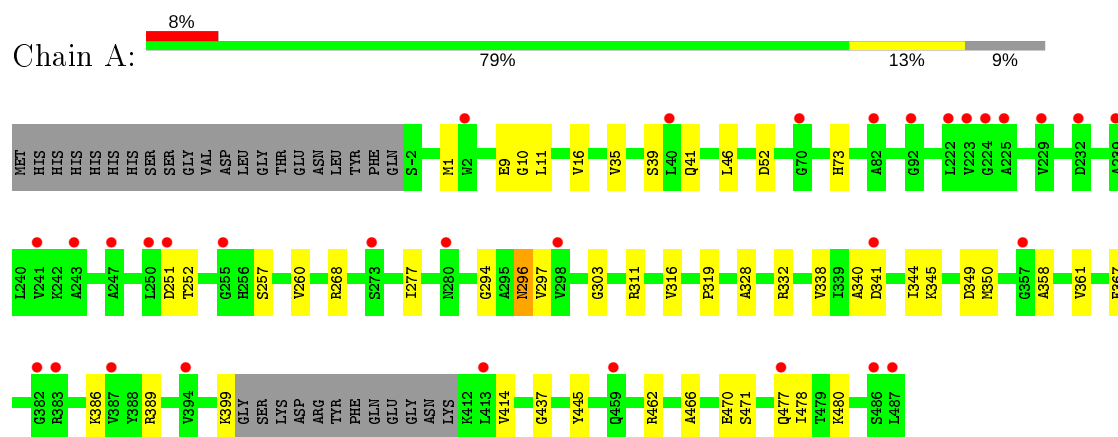 8%
Chain A:
79% 13% 9%
MET HIS HIS HIS HIS HIS HIS SER SER GLY VAL ASP LEU GLY THR GLU ASN LEU TYR PHE GLN S-2 M1 W2 E9 G10 L11 V16 V35 S39 L40 Q41 L46 D52 G70 H73 A82 G92 L222 V223 G224 A225 V229 D232 A239
L240 V241 K242 A243 A247 L250 D251 T252 G255 H256 S257 V260 R268 S273 I277 N280 G294 A295 N296 V297 V298 G303 R311 V316 P319 A328 R332 V338 I339 A340 D341 I344 K345 D349 M350 G357 A358 V361
G382 R383 K386 V387 Y388 R389 V394 K399 GLY SER LYS ASP ARG TYR PHE GLN GLU GLY ASN LYS K412 L413 V414 G437 Y445 Q459 R462 A466 E470 S471 Q477 I478 T479 K480 S486 L487